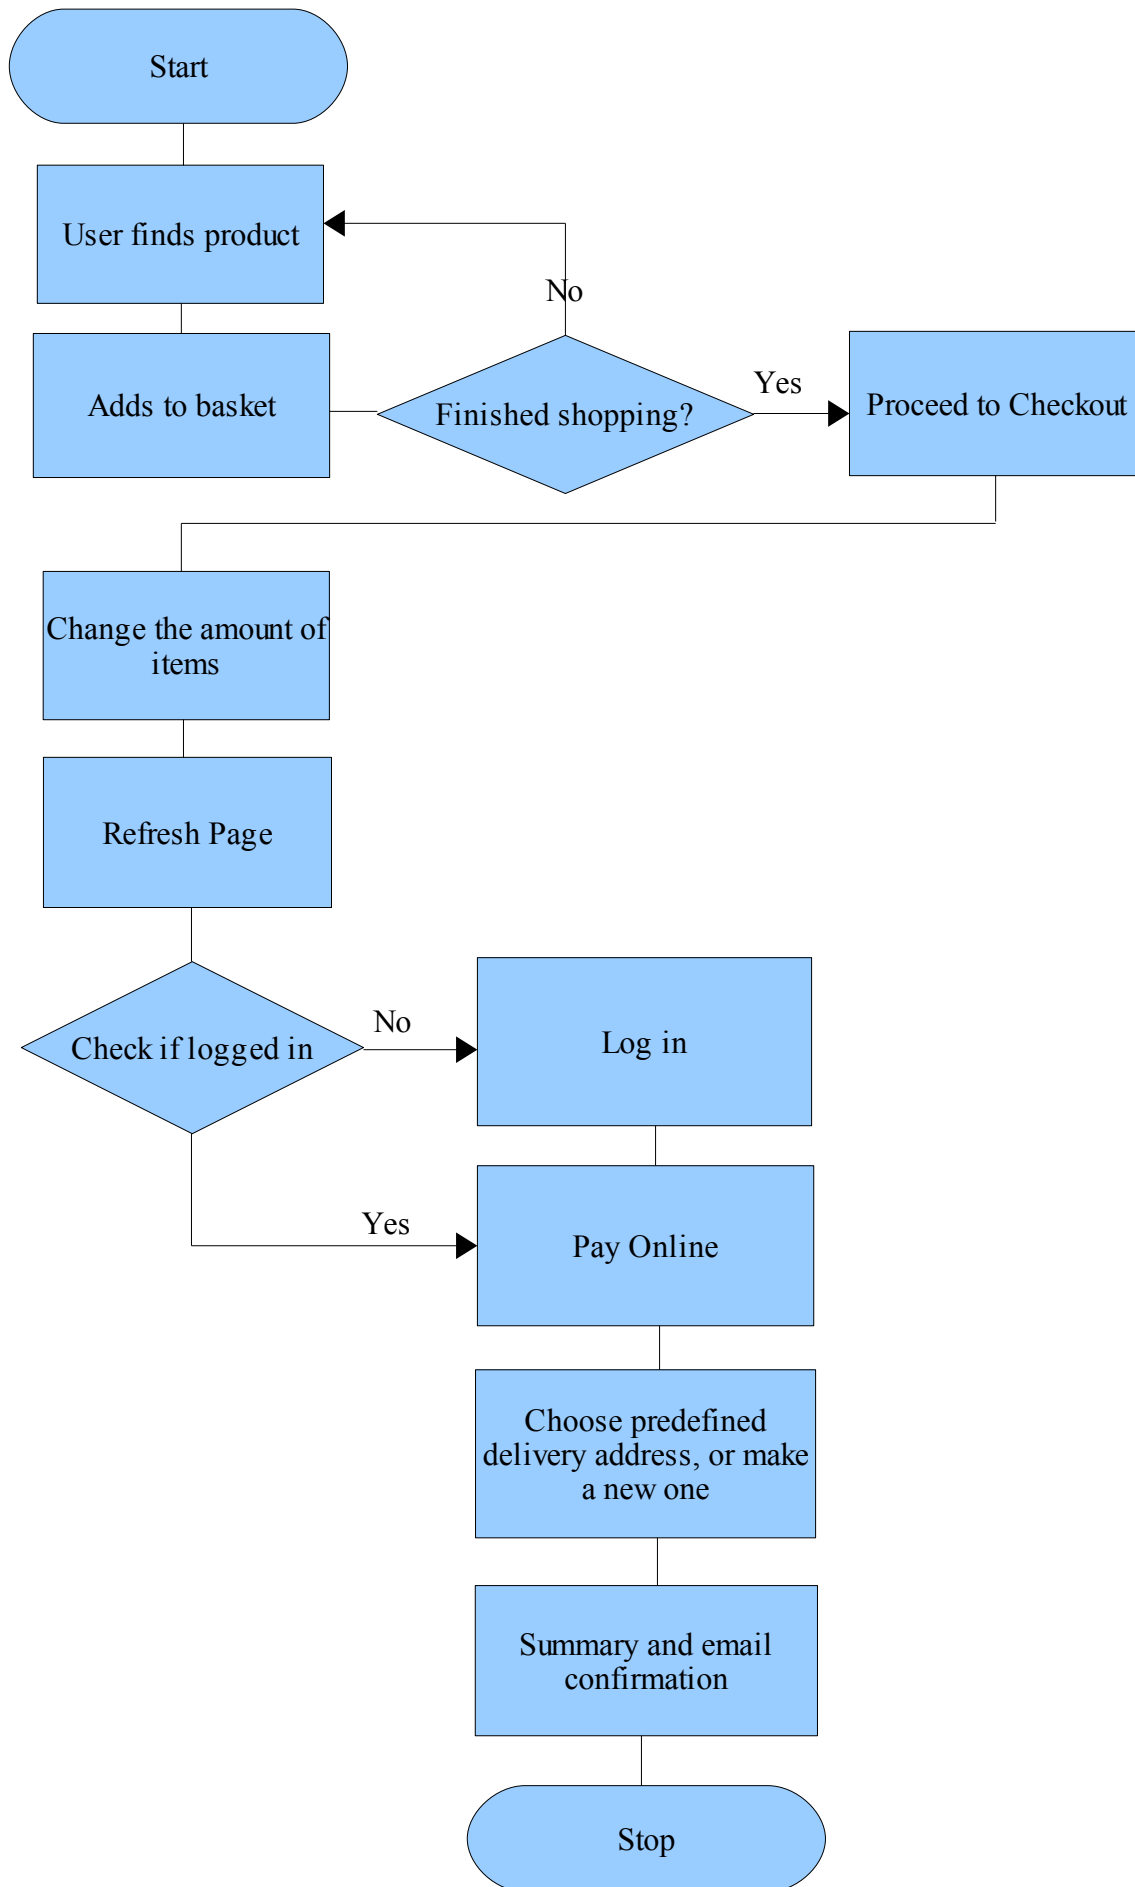 Start
User finds product
No
Adds to basket
Finished shopping?
Yes
Proceed to Checkout
Change the amount of
items
Refresh Page
Check if logged in
No
Log in
Yes
Pay Online
Choose predefined
delivery address, or make
a new one
Summary and email
confirmation
Stop